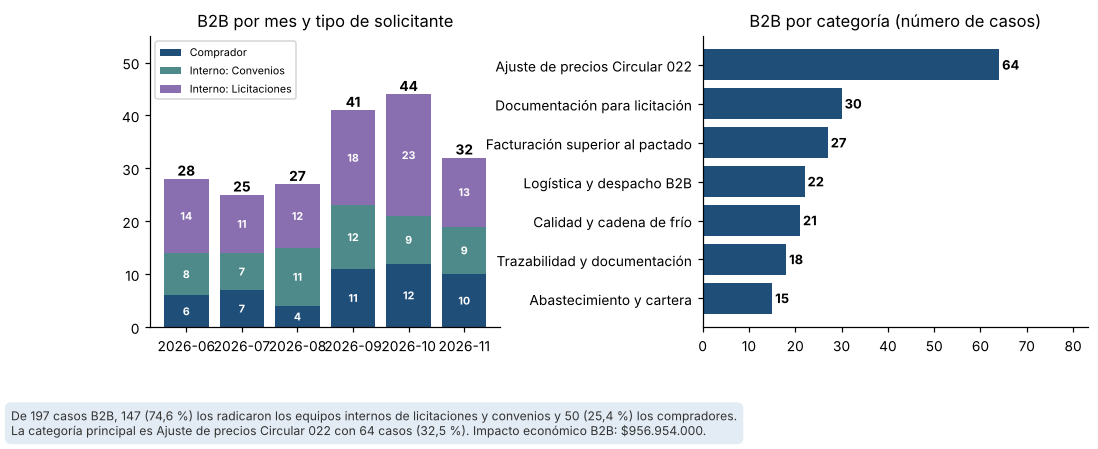 B2B por mes y tipo de solicitante
Comprador
Interno: Convenios
Interno: Licitaciones
50
40
30
20
10
0
28
25
27
41
44
32
14
11
12
18
23
13
8
7
11
12
9
9
6
7
4
11
12
10
2026-06 2026-07 2026-08 2026-09 2026-10 2026-11
B2B por categoría (número de casos)
Ajuste de precios Circular 022 64
Documentación para licitación 30
Facturación superior al pactado 27
Logística y despacho B2B 22
Calidad y cadena de frío 21
Trazabilidad y documentación 18
Abastecimiento y cartera 15
0 10 20 30 40 50 60 70 80
De 197 casos B2B, 147 (74,6 %) los radicaron los equipos internos de licitaciones y convenios y 50 (25,4 %) los compradores.
La categoría principal es Ajuste de precios Circular 022 con 64 casos (32,5 %). Impacto económico B2B: $956.954.000.